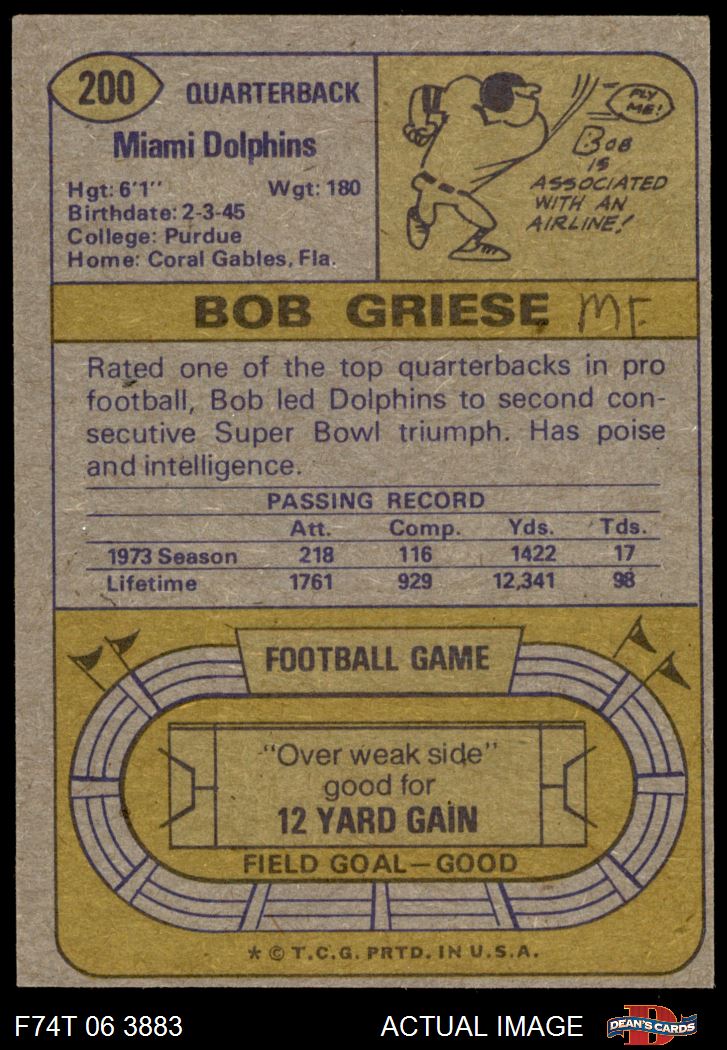 200
QUARTERBACK
Miami Dolphins
Hgt: 6'1" Wgt: 180
Birthdate: 2-3-45
College: Purdue
Home: Coral Gables, Fla.
FLY
ME!
BOB
IS
ASSOCIATED
WITH AN
AIRLINE!
BOB GRIESE MF.
Rated one of the top quarterbacks in pro
football, Bob led Dolphins to second con-
secutive Super Bowl triumph. Has poise
and intelligence.
PASSING RECORD
Att. Comp. Yds. Tds.
1973 Season 218 116 1422 17
Lifetime 1761 929 12,341 98
FOOTBALL GAME
"Over weak side"
good for
12 YARD GAIN
FIELD GOAL—GOOD
* © T.C.G. PRTD. IN U.S.A.
F74T 06 3883 ACTUAL IMAGE
D
DEAN'S CARDS